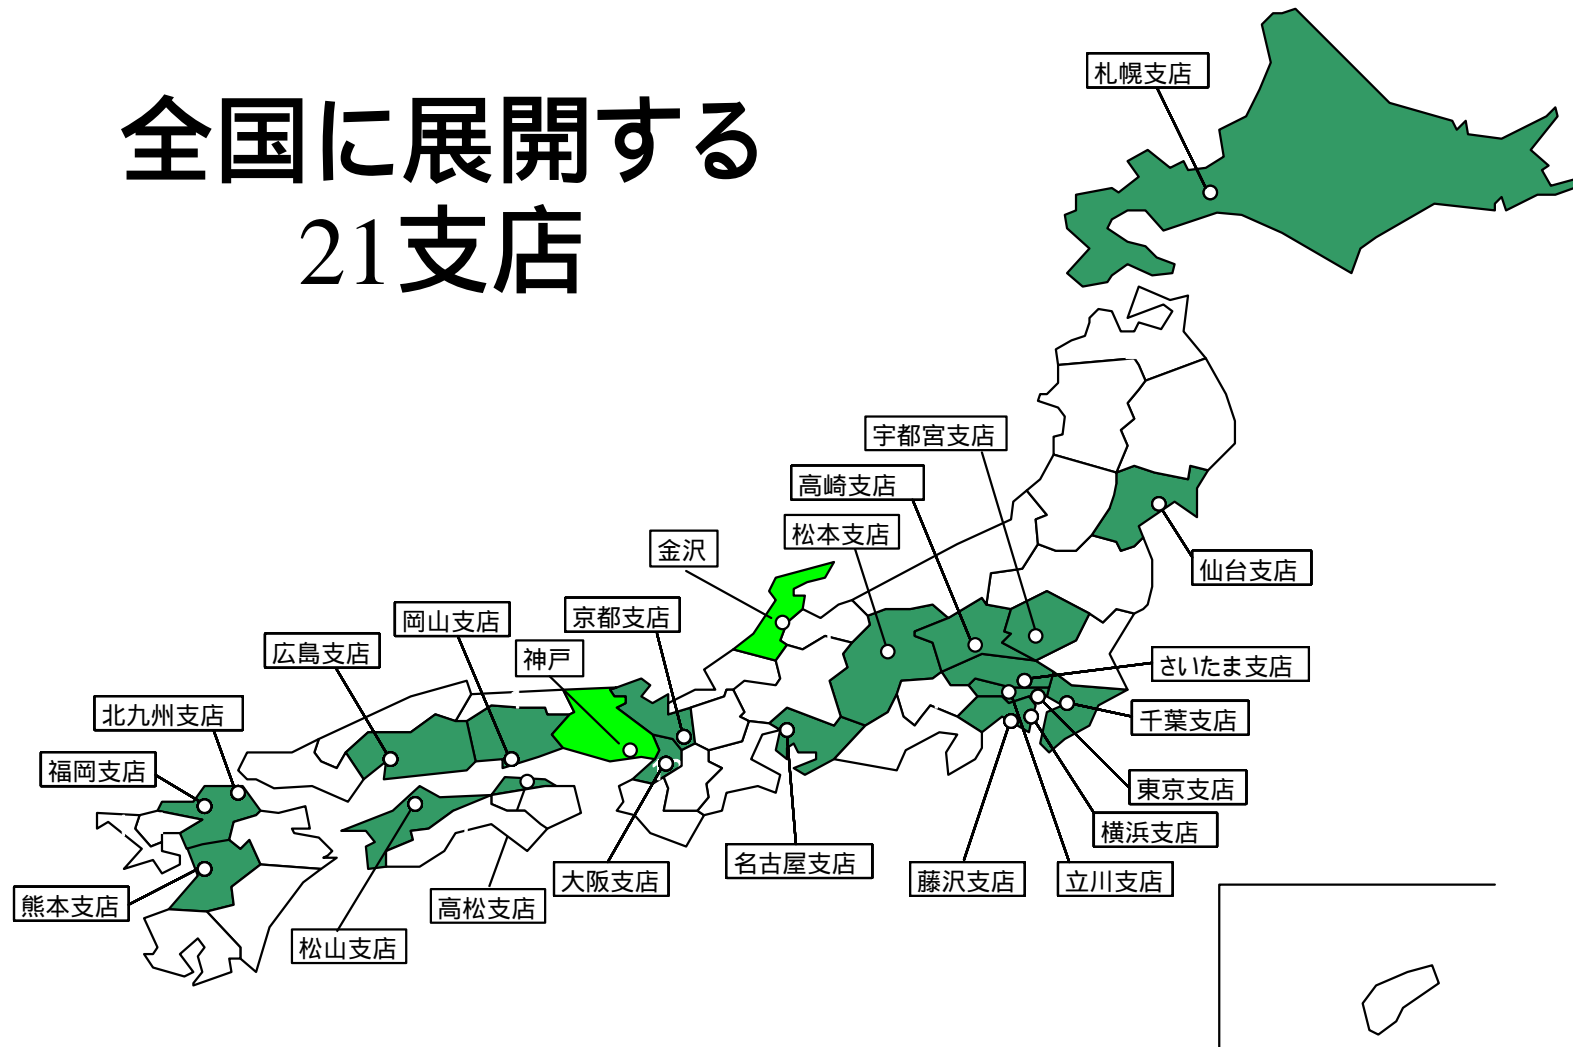 全国に展開する
21支店
札幌支店
宇都宮支店
高崎支店
松本支店
金沢
仙台支店
京都支店
岡山支店
広島支店
神戸
さいたま支店
北九州支店
千葉支店
福岡支店
東京支店
横浜支店
名古屋支店
大阪支店
藤沢支店
立川支店
熊本支店
高松支店
松山支店